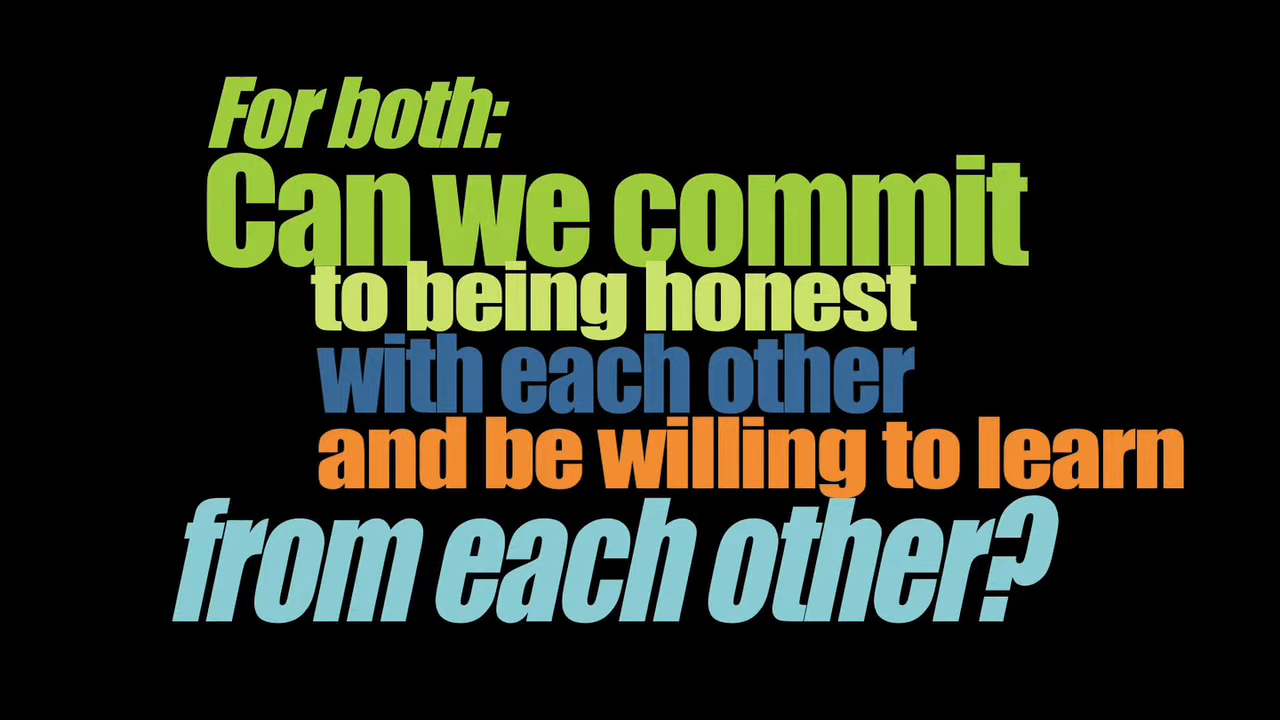 For both:
Can we commit
to being honest
with each other
and be willing to learn
from each other?